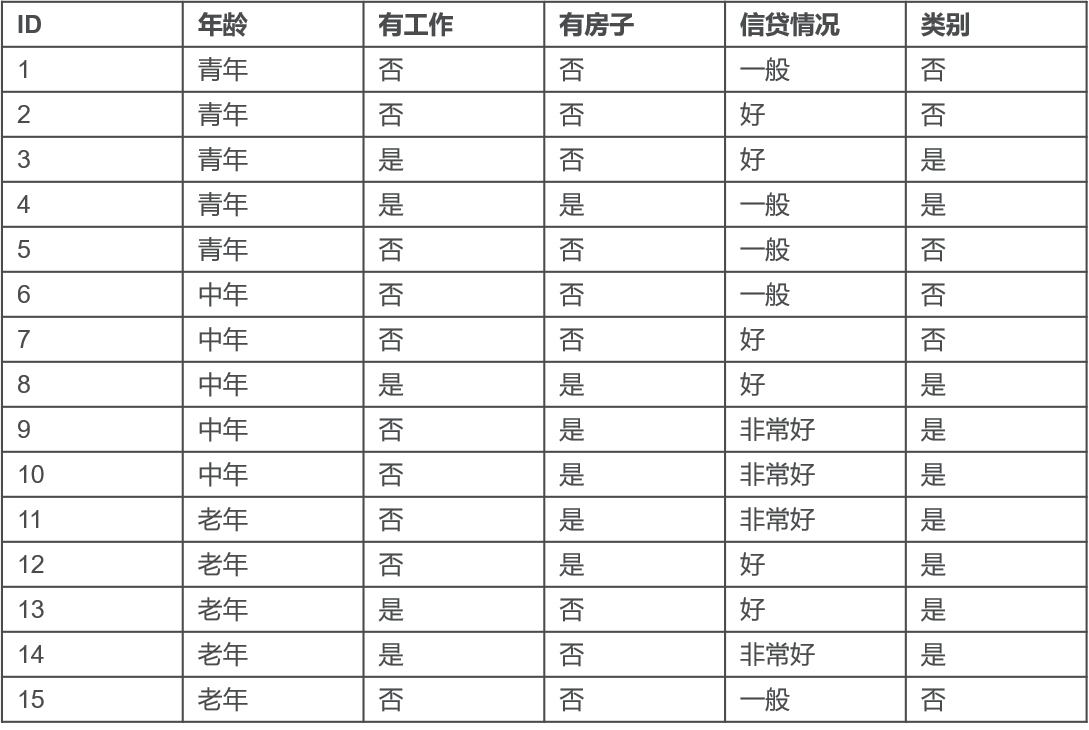 ID 年龄 有工作 有房子 信贷情况 类别
1 青年 否 否 一般 否
2 青年 否 否 好 否
3 青年 是 否 好 是
4 青年 是 是 一般 是
5 青年 否 否 一般 否
6 中年 否 否 一般 否
7 中年 否 否 好 否
8 中年 是 是 好 是
9 中年 否 是 非常好 是
10 中年 否 是 非常好 是
11 老年 否 是 非常好 是
12 老年 否 是 好 是
13 老年 是 否 好 是
14 老年 是 否 非常好 是
15 老年 否 否 一般 否